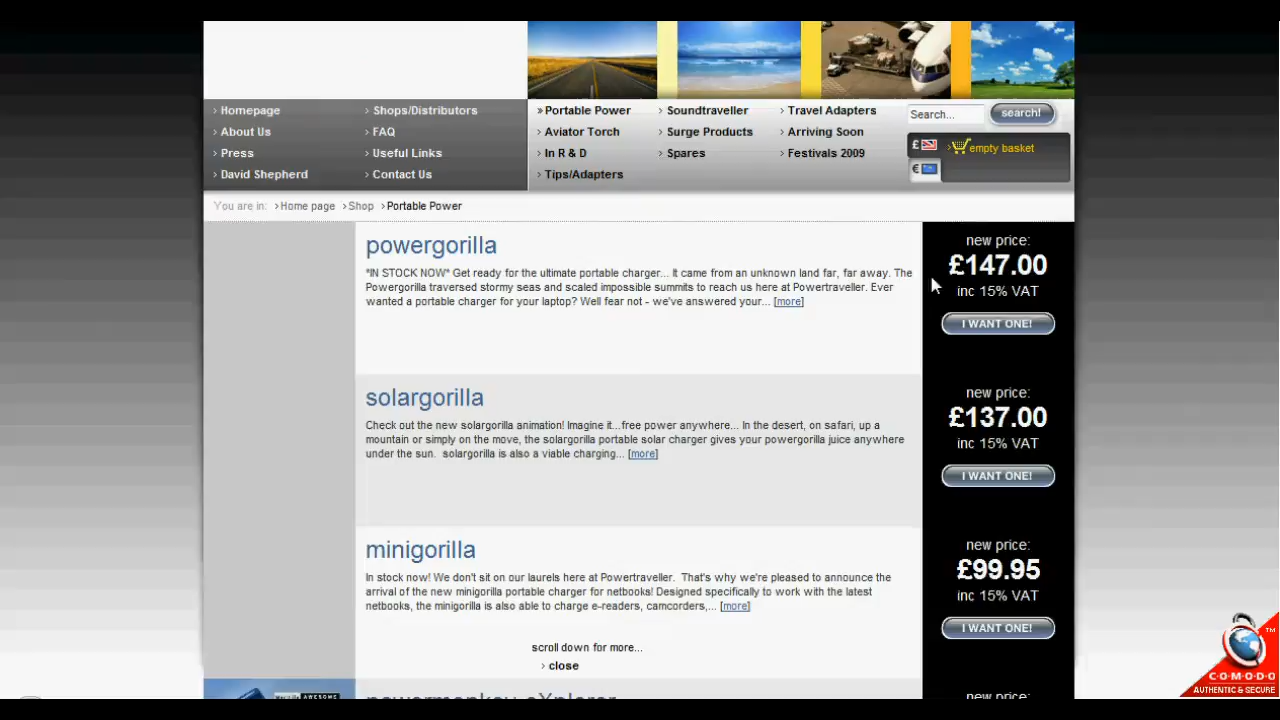 › Homepage
› Shops/Distributors
› About Us
› FAQ
› Press
› Useful Links
› David Shepherd
› Contact Us
» Portable Power
› Soundtraveller
› Travel Adapters
› Aviator Torch
› Surge Products
› Arriving Soon
› In R & D
› Spares
› Festivals 2009
› Tips/Adapters
Search...
search!
£
€
› empty basket
You are in: › Home page › Shop › Portable Power
powergorilla
*IN STOCK NOW* Get ready for the ultimate portable charger... It came from an unknown land far, far away. The
Powergorilla traversed stormy seas and scaled impossible summits to reach us here at Powertraveller. Ever
wanted a portable charger for your laptop? Well fear not - we've answered your... [more]
new price:
£147.00
inc 15% VAT
I WANT ONE!
solargorilla
Check out the new solargorilla animation! Imagine it...free power anywhere... In the desert, on safari, up a
mountain or simply on the move, the solargorilla portable solar charger gives your powergorilla juice anywhere
under the sun. solargorilla is also a viable charging... [more]
new price:
£137.00
inc 15% VAT
I WANT ONE!
minigorilla
In stock now! We don't sit on our laurels here at Powertraveller. That's why we're pleased to announce the
arrival of the new minigorilla portable charger for netbooks! Designed specifically to work with the latest
netbooks, the minigorilla is also able to charge e-readers, camcorders,... [more]
new price:
£99.95
inc 15% VAT
I WANT ONE!
scroll down for more...
› close
powermonkey-eXplorer
new price:
AWESOME
TM
COMODO
AUTHENTIC & SECURE